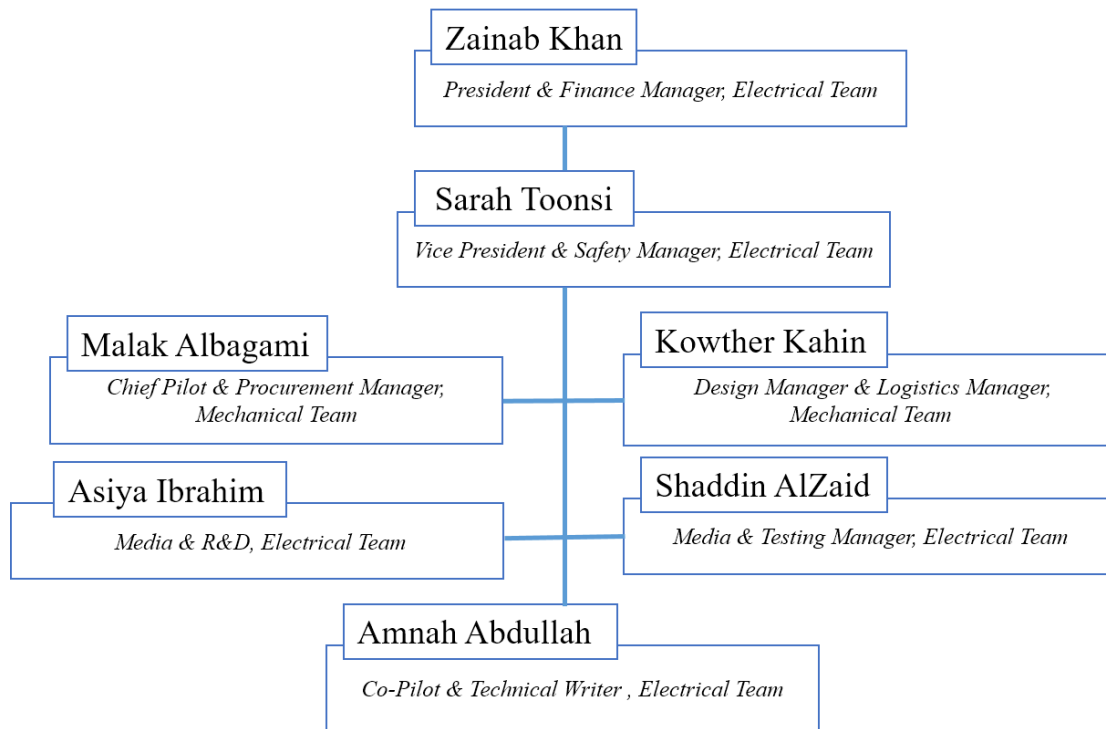 Zainab Khan
President & Finance Manager, Electrical Team
Sarah Toonsi
Vice President & Safety Manager, Electrical Team
Malak Albagami
Chief Pilot & Procurement Manager,
Mechanical Team
Kowther Kahin
Design Manager & Logistics Manager,
Mechanical Team
Asiya Ibrahim
Media & R&D, Electrical Team
Shaddin AlZaid
Media & Testing Manager, Electrical Team
Amnah Abdullah
Co-Pilot & Technical Writer , Electrical Team